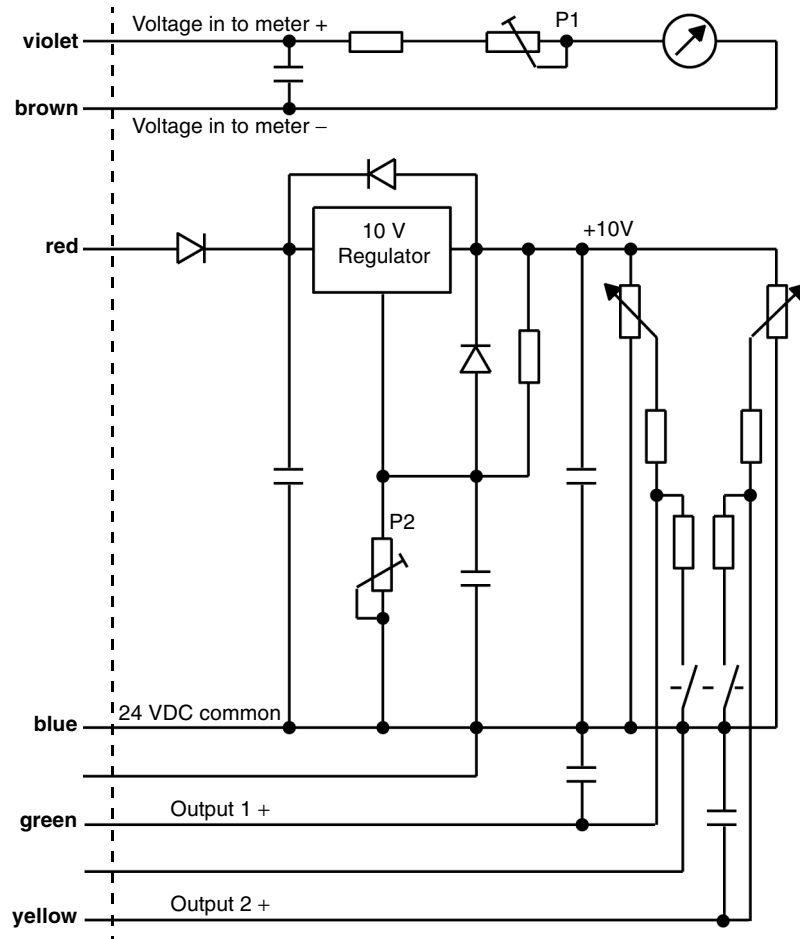 P1
violet
Voltage in to meter +
brown
Voltage in to meter –
red
10 V
Regulator
+10V
P2
blue
24 VDC common
green
Output 1 +
yellow
Output 2 +